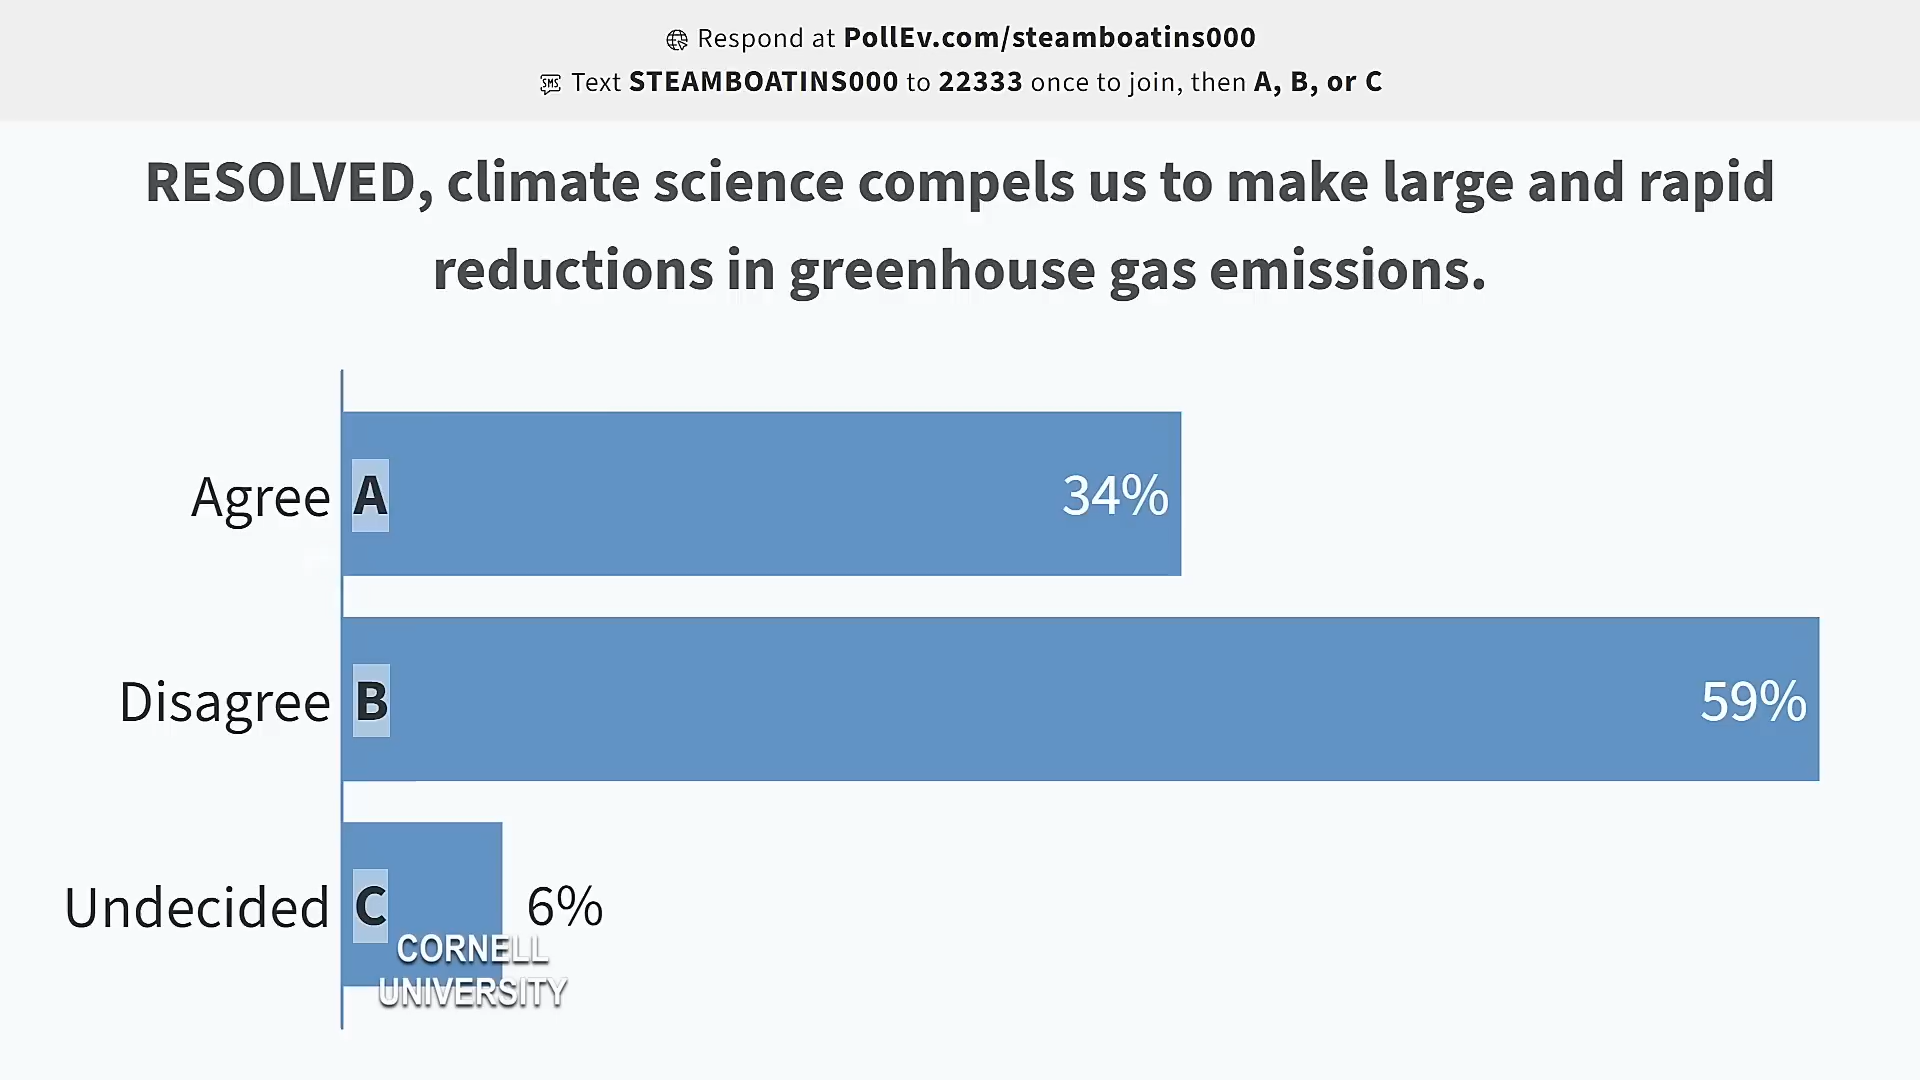 Respond at PollEv.com/steamboatins000
SMS Text STEAMBOATINS000 to 22333 once to join, then A, B, or C
RESOLVED, climate science compels us to make large and rapid
reductions in greenhouse gas emissions.
Agree A 34%
Disagree B 59%
Undecided C 6%
CORNELL
UNIVERSITY